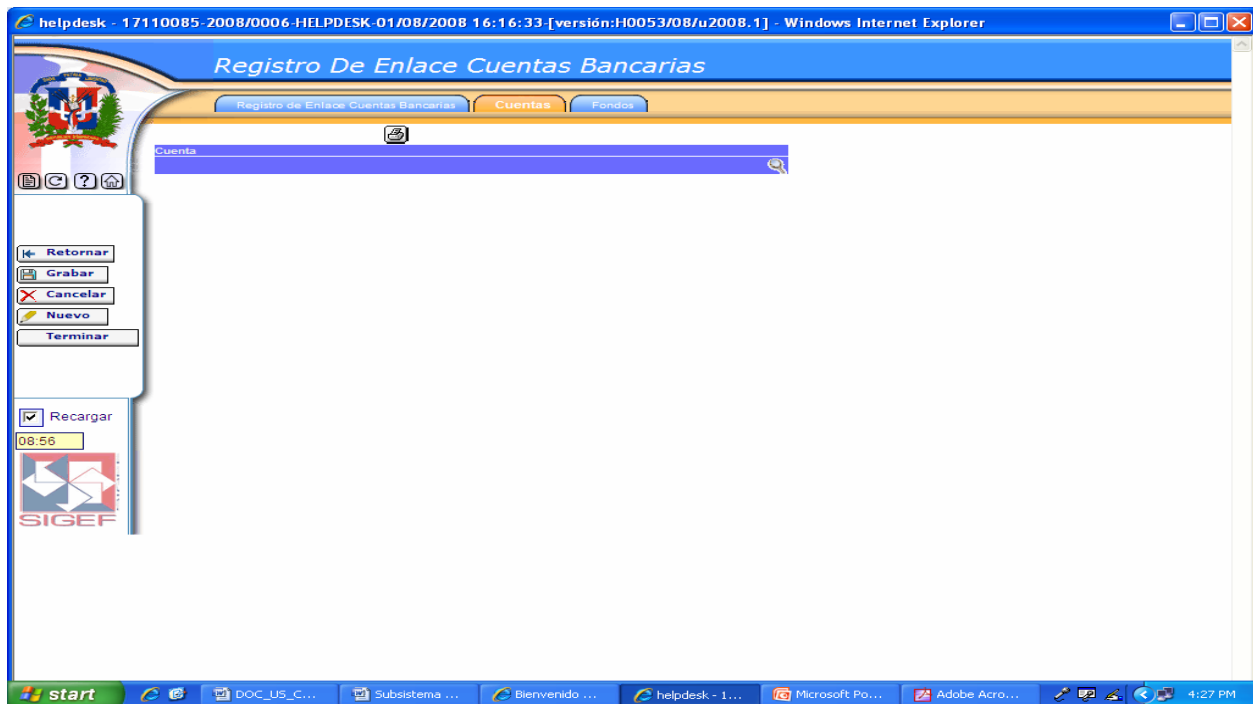 helpdesk - 17110085-2008/0006-HELPDESK-01/08/2008 16:16:33-[versión:H0053/08/u2008.1] - Windows Internet Explorer
Registro De Enlace Cuentas Bancarias
Registro de Enlace Cuentas Bancarias Cuentas Fondos
Cuenta
Retornar
Grabar
Cancelar
Nuevo
Terminar
Recargar
08:56
SIGEF
start DOC_US_C... Subsistema ... Bienvenido ... helpdesk - 1... Microsoft Po... Adobe Acro... 4:27 PM